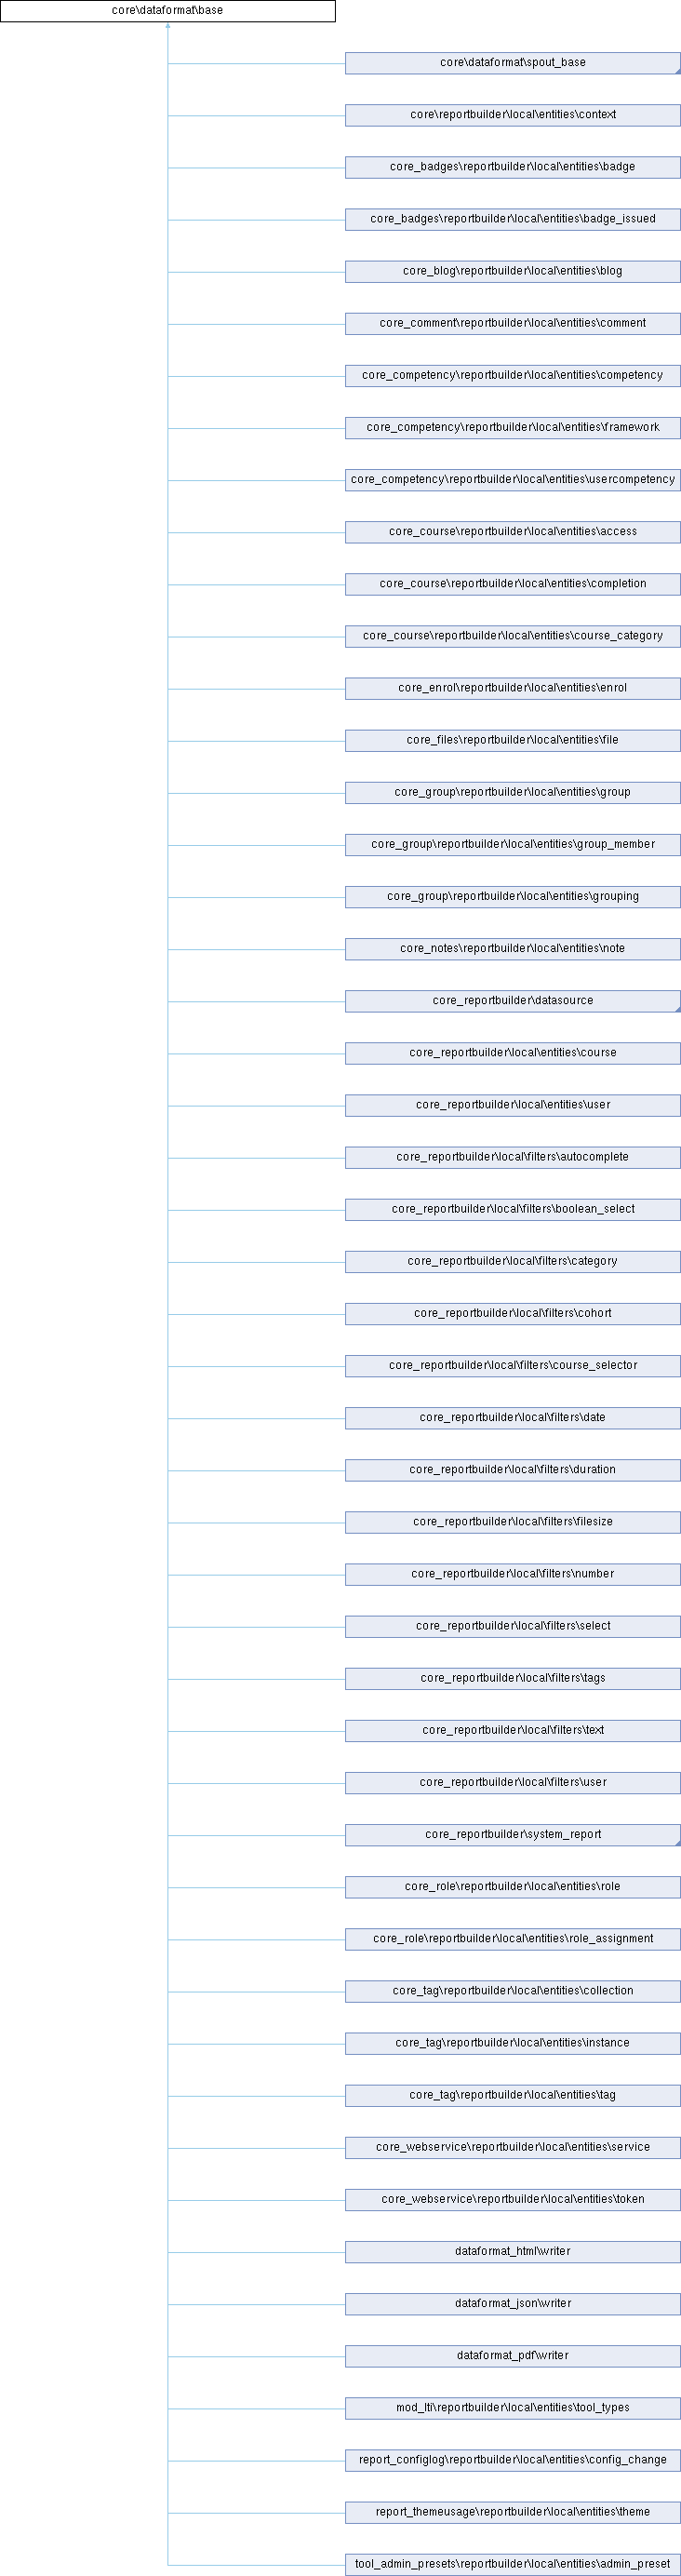 core\dataformat\base
core\dataformat\spout_base
core\reportbuilder\local\entities\context
core_badges\reportbuilder\local\entities\badge
core_badges\reportbuilder\local\entities\badge_issued
core_blog\reportbuilder\local\entities\blog
core_comment\reportbuilder\local\entities\comment
core_competency\reportbuilder\local\entities\competency
core_competency\reportbuilder\local\entities\framework
core_competency\reportbuilder\local\entities\usercompetency
core_course\reportbuilder\local\entities\access
core_course\reportbuilder\local\entities\completion
core_course\reportbuilder\local\entities\course_category
core_enrol\reportbuilder\local\entities\enrol
core_files\reportbuilder\local\entities\file
core_group\reportbuilder\local\entities\group
core_group\reportbuilder\local\entities\group_member
core_group\reportbuilder\local\entities\grouping
core_notes\reportbuilder\local\entities\note
core_reportbuilder\datasource
core_reportbuilder\local\entities\course
core_reportbuilder\local\entities\user
core_reportbuilder\local\filters\autocomplete
core_reportbuilder\local\filters\boolean_select
core_reportbuilder\local\filters\category
core_reportbuilder\local\filters\cohort
core_reportbuilder\local\filters\course_selector
core_reportbuilder\local\filters\date
core_reportbuilder\local\filters\duration
core_reportbuilder\local\filters\filesize
core_reportbuilder\local\filters\number
core_reportbuilder\local\filters\select
core_reportbuilder\local\filters\tags
core_reportbuilder\local\filters\text
core_reportbuilder\local\filters\user
core_reportbuilder\system_report
core_role\reportbuilder\local\entities\role
core_role\reportbuilder\local\entities\role_assignment
core_tag\reportbuilder\local\entities\collection
core_tag\reportbuilder\local\entities\instance
core_tag\reportbuilder\local\entities\tag
core_webservice\reportbuilder\local\entities\service
core_webservice\reportbuilder\local\entities\token
dataformat_html\writer
dataformat_json\writer
dataformat_pdf\writer
mod_lti\reportbuilder\local\entities\tool_types
report_configlog\reportbuilder\local\entities\config_change
report_themeusage\reportbuilder\local\entities\theme
tool_admin_presets\reportbuilder\local\entities\admin_preset